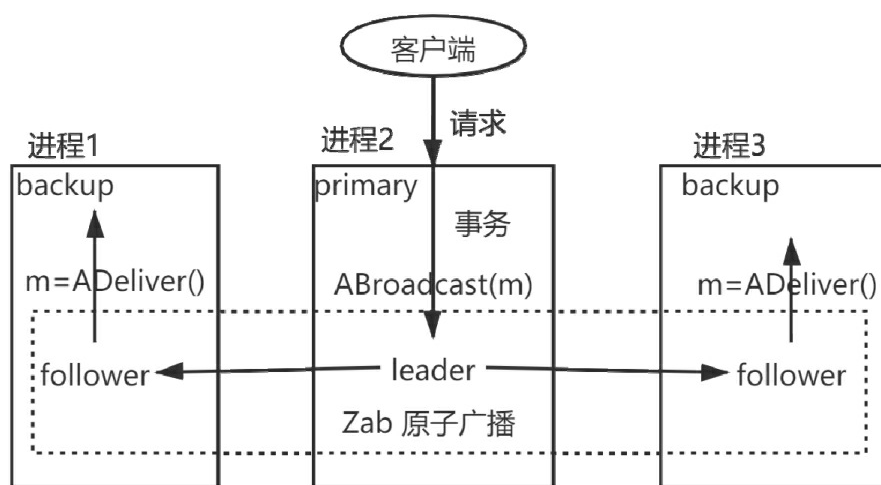 客户端
请求
进程1
进程2
进程3
backup
primary
backup
事务
m=ADeliver()
ABroadcast(m)
m=ADeliver()
follower
leader
follower
Zab 原子广播